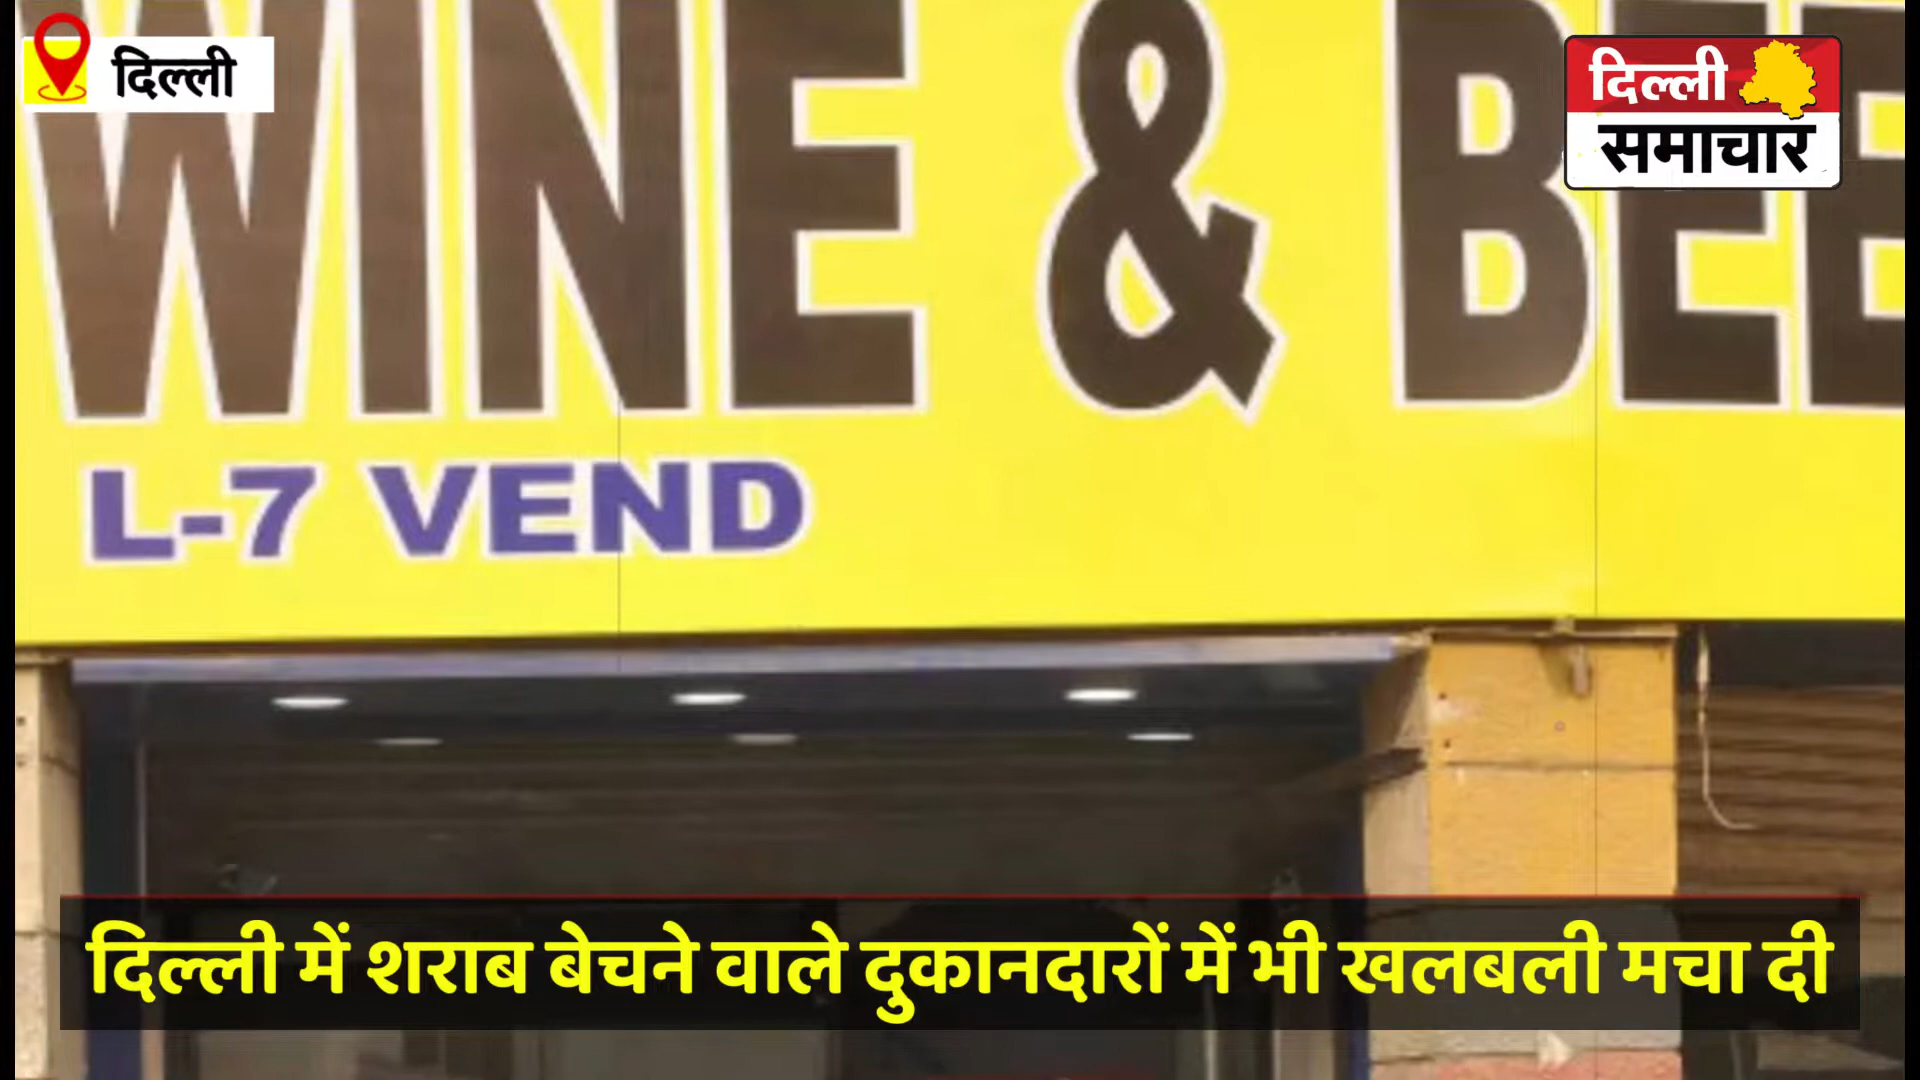 दिल्ली
दिल्ली
समाचार
WINE & BEE
L-7 VEND
दिल्ली में शराब बेचने वाले दुकानदारों में भी खलबली मचा दी